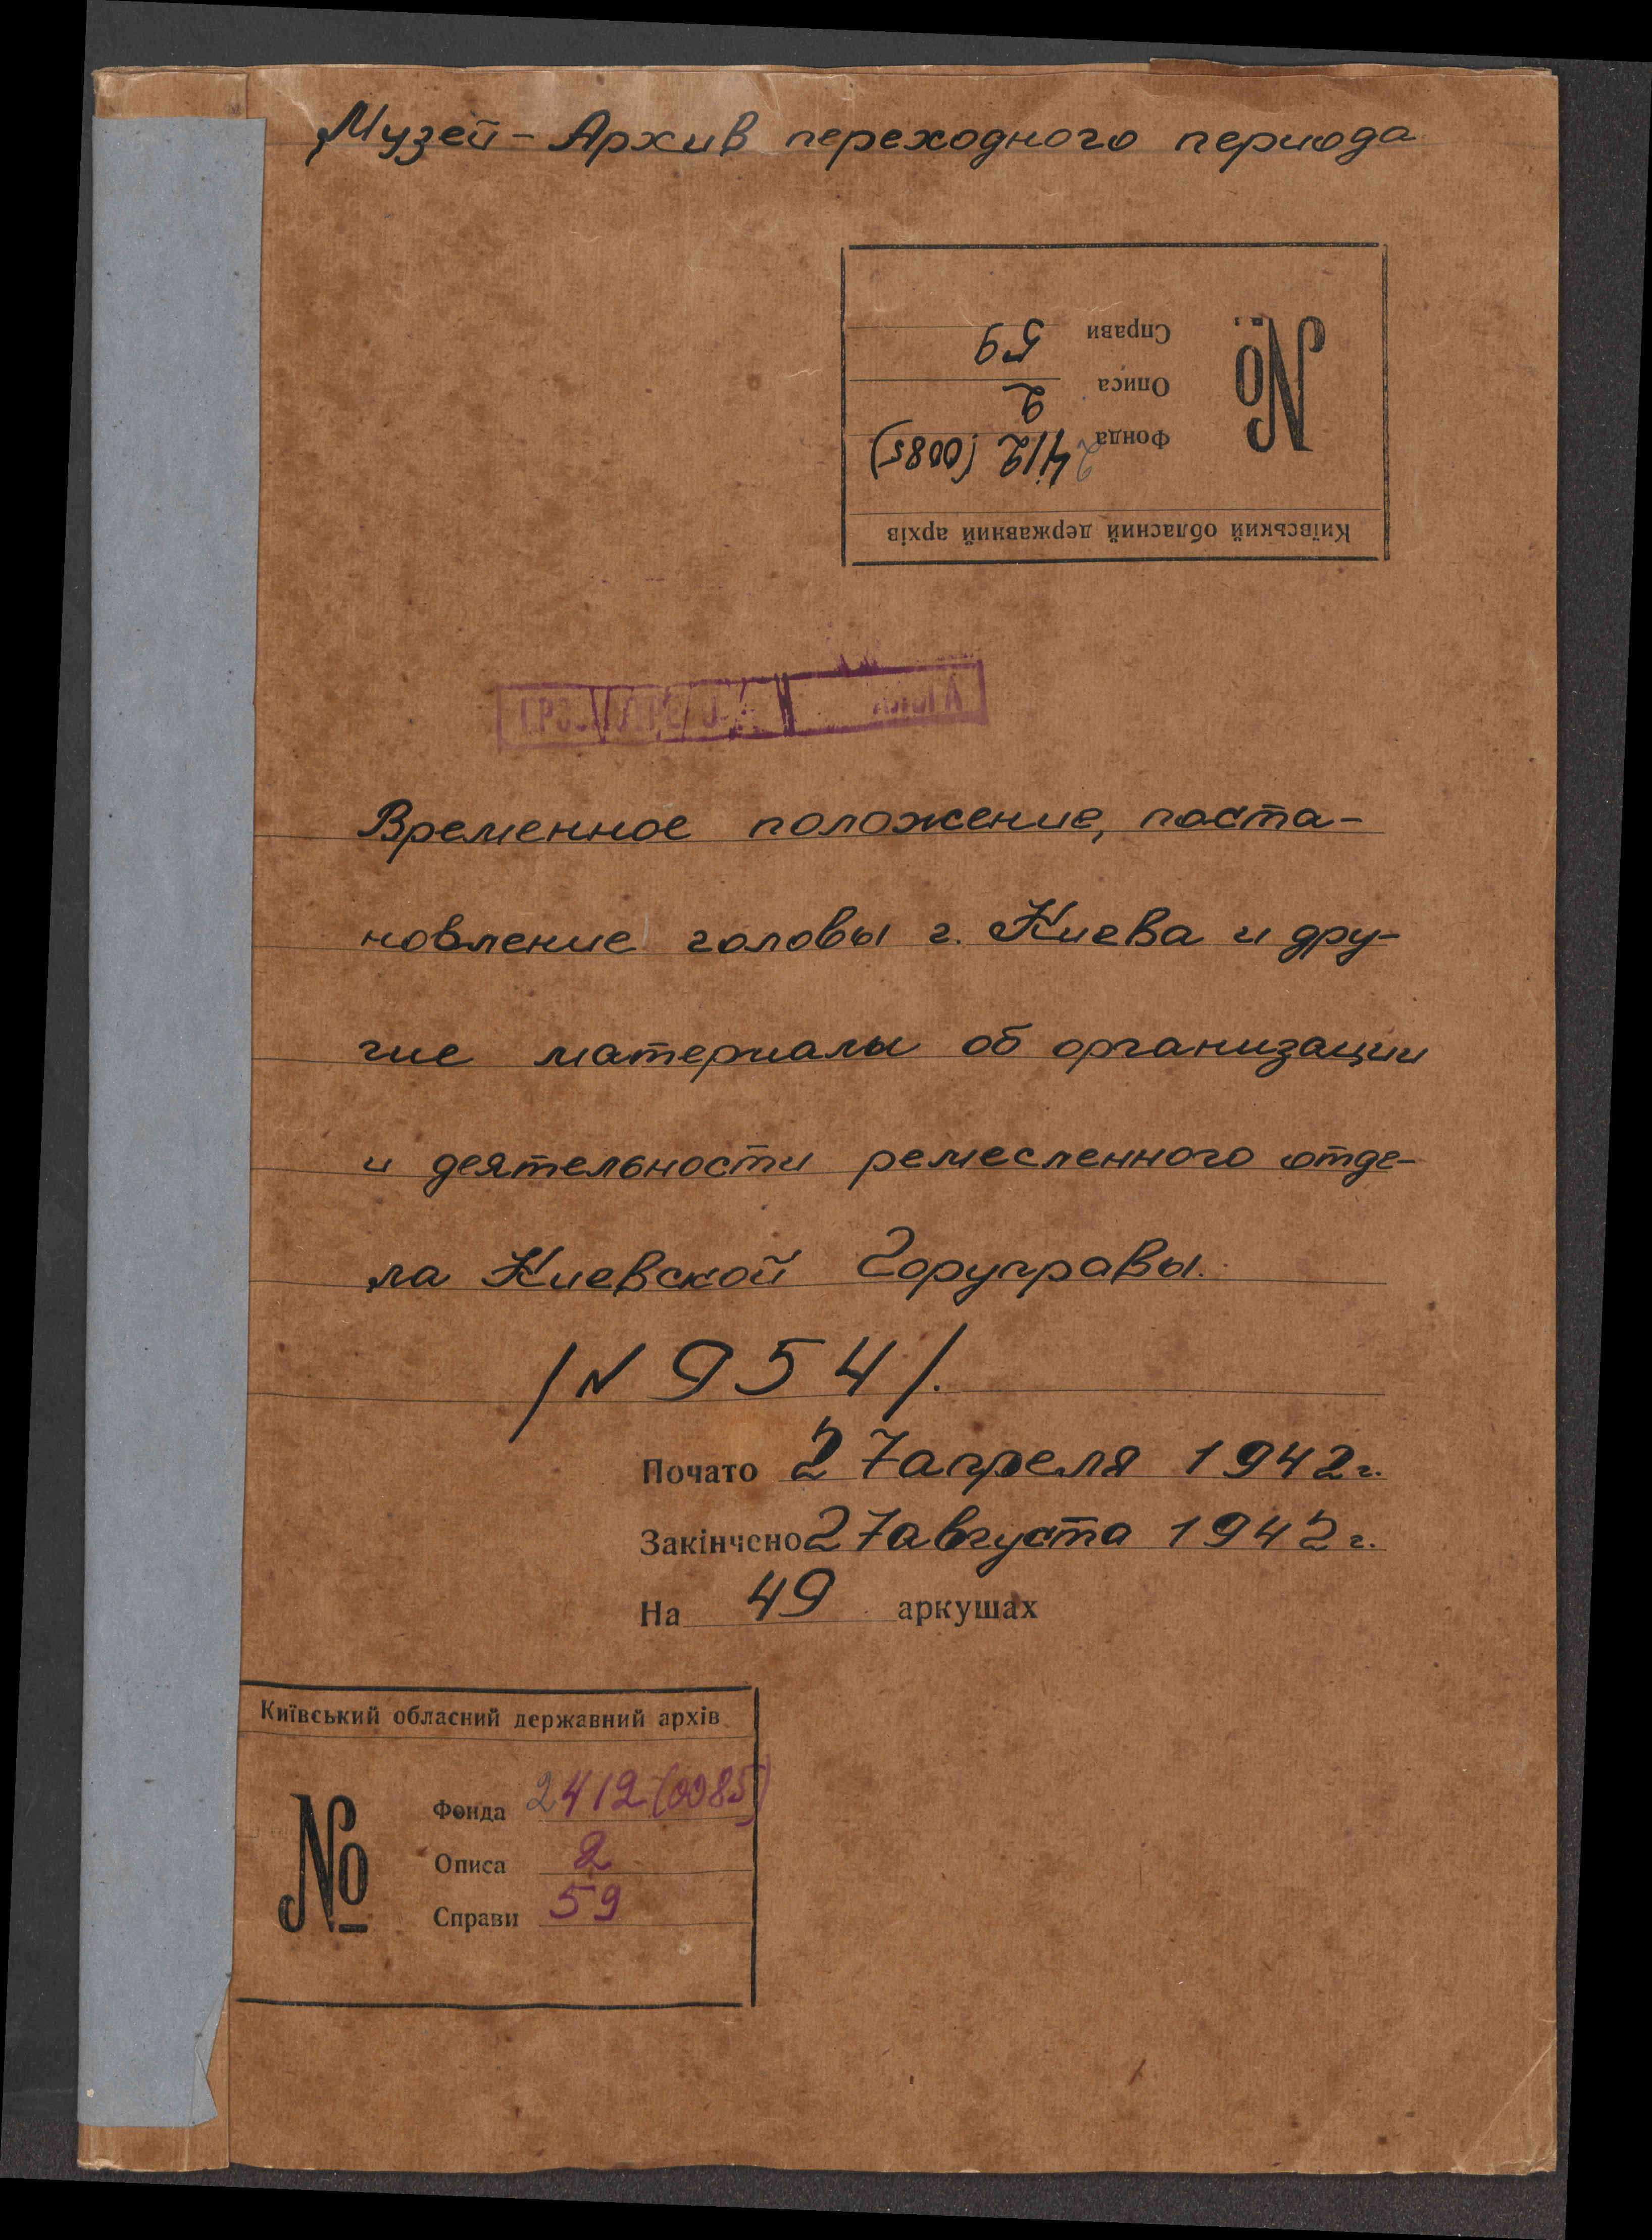 Музей-Архив переходного периода
Київський обласний державний архів
№
Фонда 2412 (0085)
Описа 2
Справи 59
Временное положение, поста-
новление головы г. Киева и дру-
гие материалы об организации
и деятельности ремесленного отде-
ла Киевской Горуправы.
/N 954/.
Почато 27 апреля 1942 г.
Закінчено 27 августа 1942 г.
На 49 аркушах
Київський обласний державний архів
№
Фонда 2412 (0085)
Описа 2
Справи 59